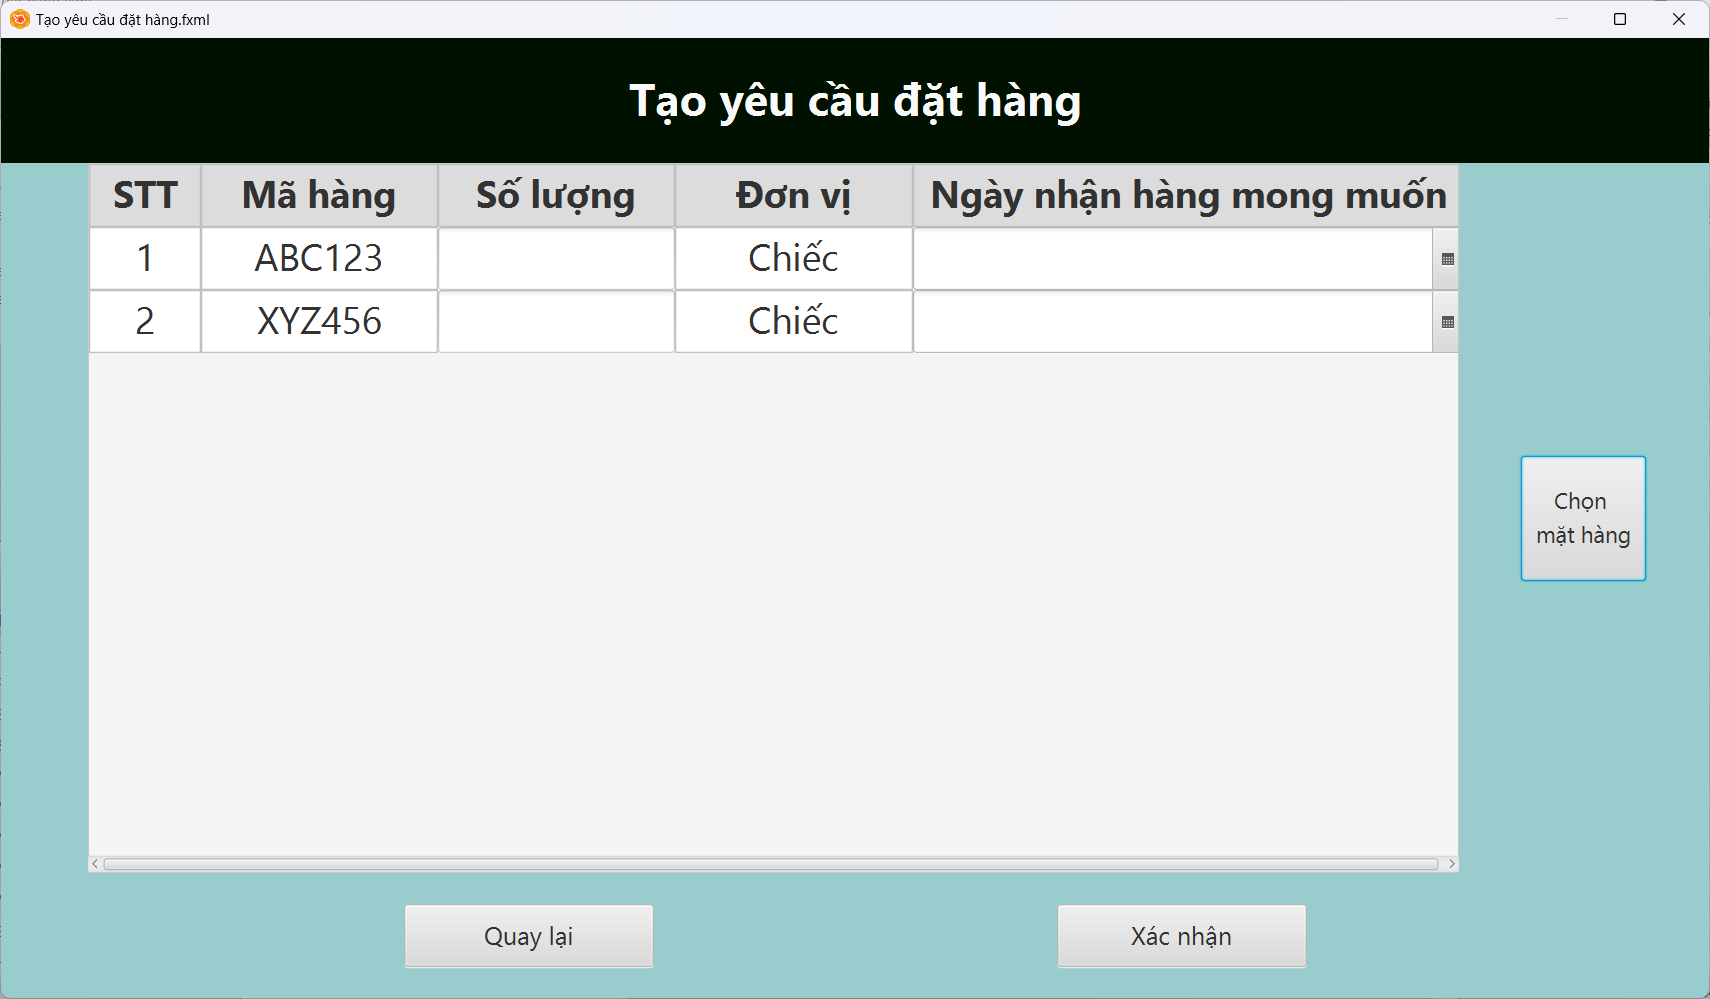 Tạo yêu cầu đặt hàng.fxml
Tạo yêu cầu đặt hàng
STT Mã hàng Số lượng Đơn vị Ngày nhận hàng mong muốn
1 ABC123 Chiếc
2 XYZ456 Chiếc
Chọn
mặt hàng
Quay lại Xác nhận